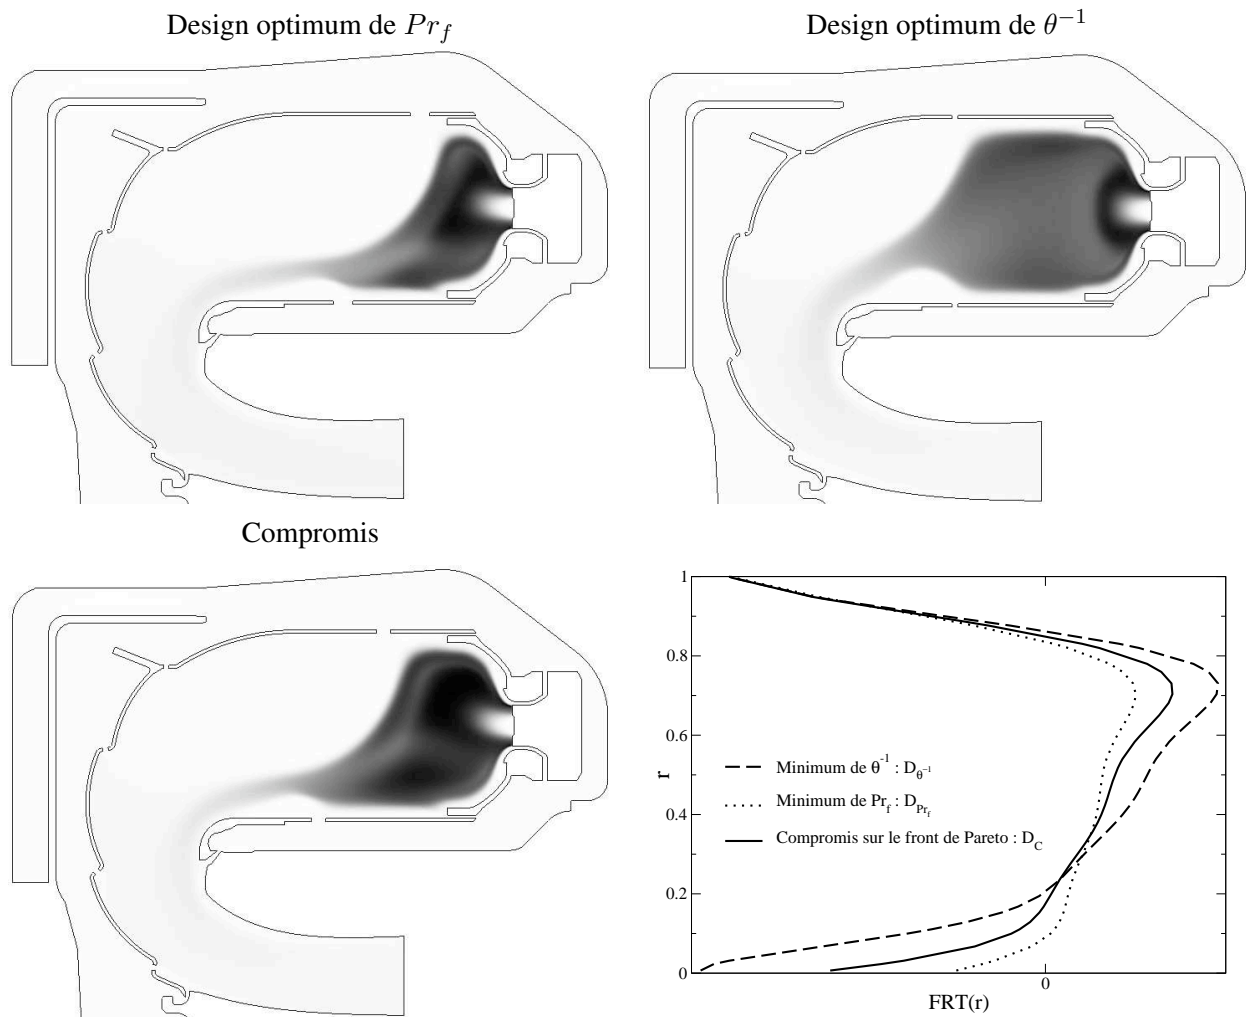 Design optimum de Pr_f
Design optimum de θ⁻¹
Compromis
1
0.8
0.6
0.4
0.2
0
r
Minimum de θ⁻¹ : D_θ⁻¹
Minimum de Pr_f : D_Pr_f
Compromis sur le front de Pareto : D_C
0
FRT(r)